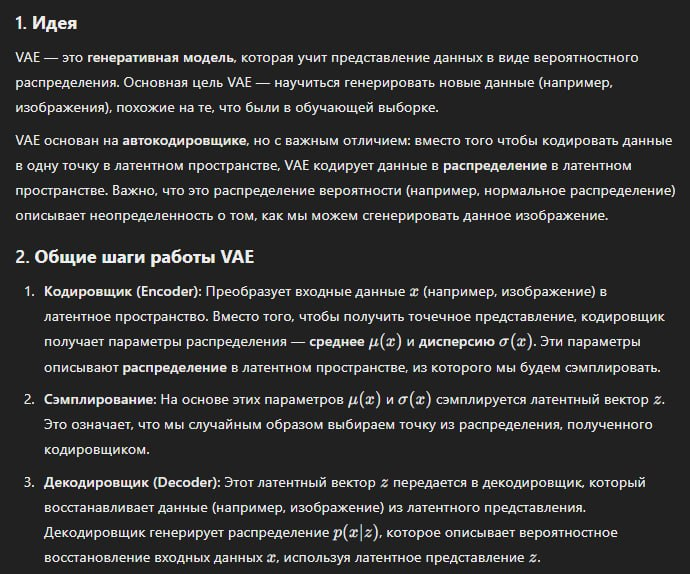 1. Идея
VAE — это генеративная модель, которая учит представление данных в виде вероятностного
распределения. Основная цель VAE — научиться генерировать новые данные (например,
изображения), похожие на те, что были в обучающей выборке.
VAE основан на автокодировщике, но с важным отличием: вместо того чтобы кодировать данные
в одну точку в латентном пространстве, VAE кодирует данные в распределение в латентном
пространстве. Важно, что это распределение вероятности (например, нормальное распределение)
описывает неопределенность о том, как мы можем сгенерировать данное изображение.
2. Общие шаги работы VAE
1. Кодировщик (Encoder): Преобразует входные данные x (например, изображение) в
латентное пространство. Вместо того, чтобы получить точечное представление, кодировщик
получает параметры распределения — среднее μ(x) и дисперсию σ(x). Эти параметры
описывают распределение в латентном пространстве, из которого мы будем сэмплировать.
2. Сэмплирование: На основе этих параметров μ(x) и σ(x) сэмплируется латентный вектор z.
Это означает, что мы случайным образом выбираем точку из распределения, полученного
кодировщиком.
3. Декодировщик (Decoder): Этот латентный вектор z передается в декодировщик, который
восстанавливает данные (например, изображение) из латентного представления.
Декодировщик генерирует распределение p(x|z), которое описывает вероятностное
восстановление входных данных x, используя латентное представление z.